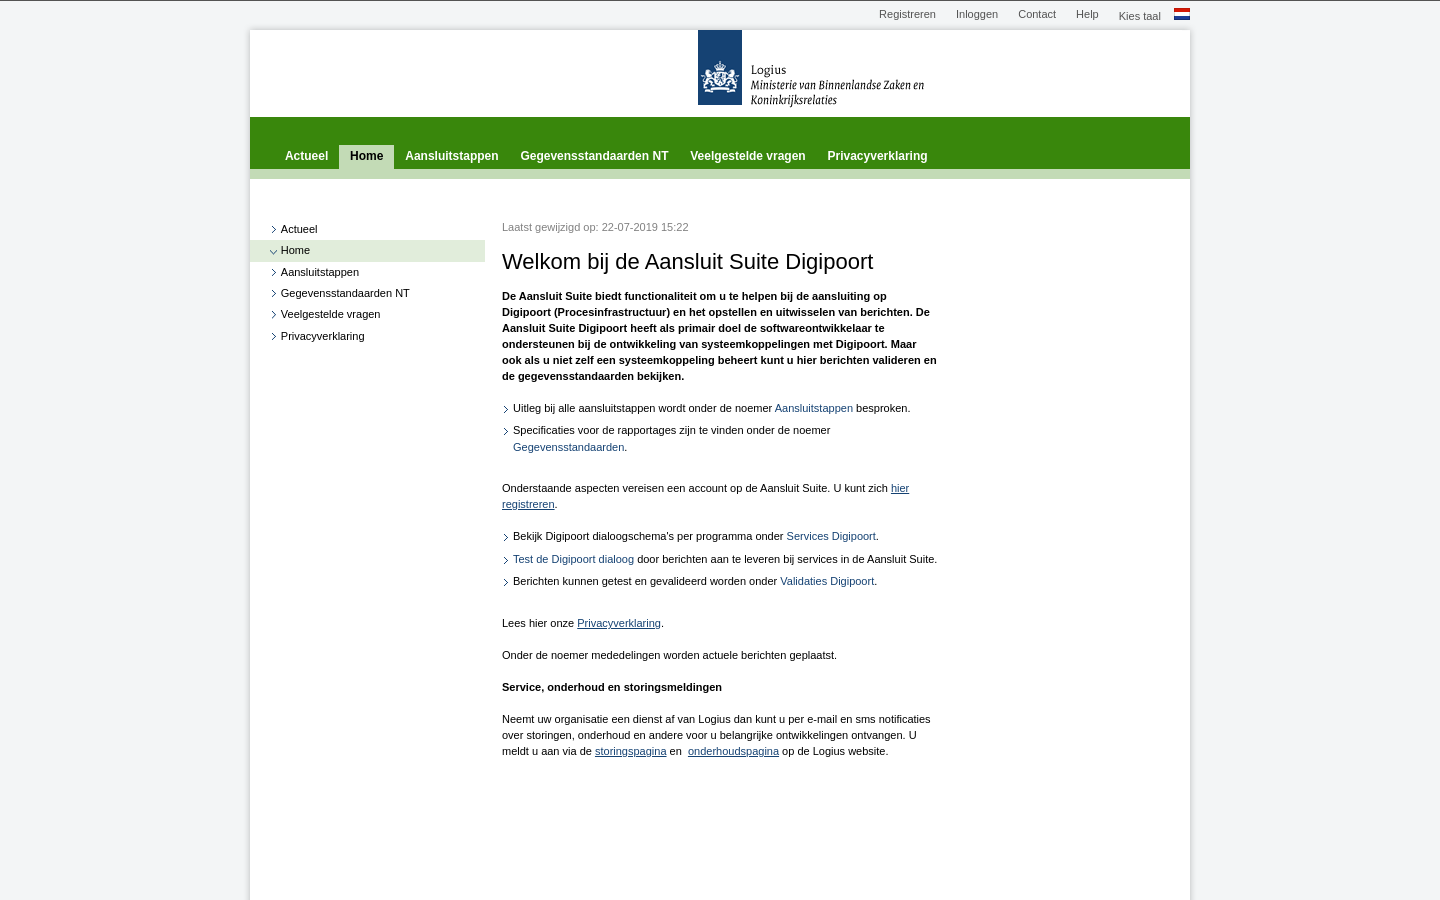 Registreren Inloggen Contact Help Kies taal
Logius
Ministerie van Binnenlandse Zaken en
Koninkrijksrelaties
Actueel Home Aansluitstappen Gegevensstandaarden NT Veelgestelde vragen Privacyverklaring
Actueel
Home
Aansluitstappen
Gegevensstandaarden NT
Veelgestelde vragen
Privacyverklaring
Laatst gewijzigd op: 22-07-2019 15:22
Welkom bij de Aansluit Suite Digipoort
De Aansluit Suite biedt functionaliteit om u te helpen bij de aansluiting op
Digipoort (Procesinfrastructuur) en het opstellen en uitwisselen van berichten. De
Aansluit Suite Digipoort heeft als primair doel de softwareontwikkelaar te
ondersteunen bij de ontwikkeling van systeemkoppelingen met Digipoort. Maar
ook als u niet zelf een systeemkoppeling beheert kunt u hier berichten valideren en
de gegevensstandaarden bekijken.
Uitleg bij alle aansluitstappen wordt onder de noemer Aansluitstappen besproken.
Specificaties voor de rapportages zijn te vinden onder de noemer
Gegevensstandaarden.
Onderstaande aspecten vereisen een account op de Aansluit Suite. U kunt zich hier
registreren.
Bekijk Digipoort dialoogschema's per programma onder Services Digipoort.
Test de Digipoort dialoog door berichten aan te leveren bij services in de Aansluit Suite.
Berichten kunnen getest en gevalideerd worden onder Validaties Digipoort.
Lees hier onze Privacyverklaring.
Onder de noemer mededelingen worden actuele berichten geplaatst.
Service, onderhoud en storingsmeldingen
Neemt uw organisatie een dienst af van Logius dan kunt u per e-mail en sms notificaties
over storingen, onderhoud en andere voor u belangrijke ontwikkelingen ontvangen. U
meldt u aan via de storingspagina en onderhoudspagina op de Logius website.